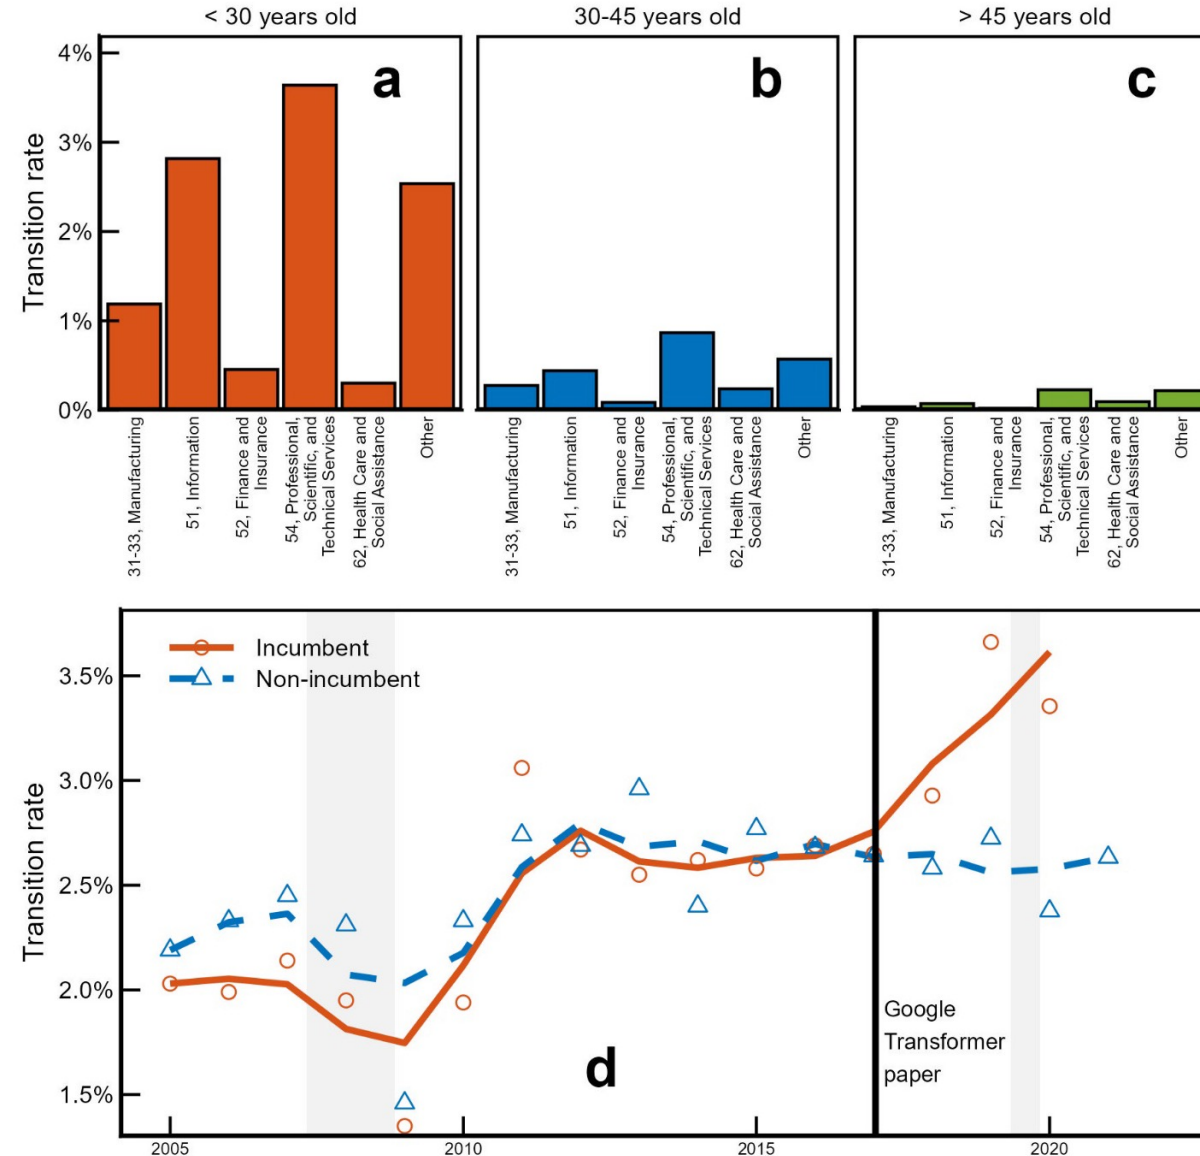 < 30 years old
30-45 years old
> 45 years old
a
b
c
4%
3%
2%
1%
0%
Transition rate
31-33, Manufacturing
51, Information
52, Finance and
Insurance
54, Professional,
Scientific, and
Technical Services
62, Health Care and
Social Assistance
Other
31-33, Manufacturing
51, Information
52, Finance and
Insurance
54, Professional,
Scientific, and
Technical Services
62, Health Care and
Social Assistance
Other
31-33, Manufacturing
51, Information
52, Finance and
Insurance
54, Professional,
Scientific, and
Technical Services
62, Health Care and
Social Assistance
Other
Incumbent
Non-incumbent
3.5%
3.0%
2.5%
2.0%
1.5%
Transition rate
Google
Transformer
paper
d
2005
2010
2015
2020